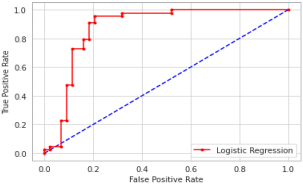 1.0
0.8
0.6
0.4
0.2
0.0
True Positive Rate
0.0 0.2 0.4 0.6 0.8 1.0
False Positive Rate
Logistic Regression